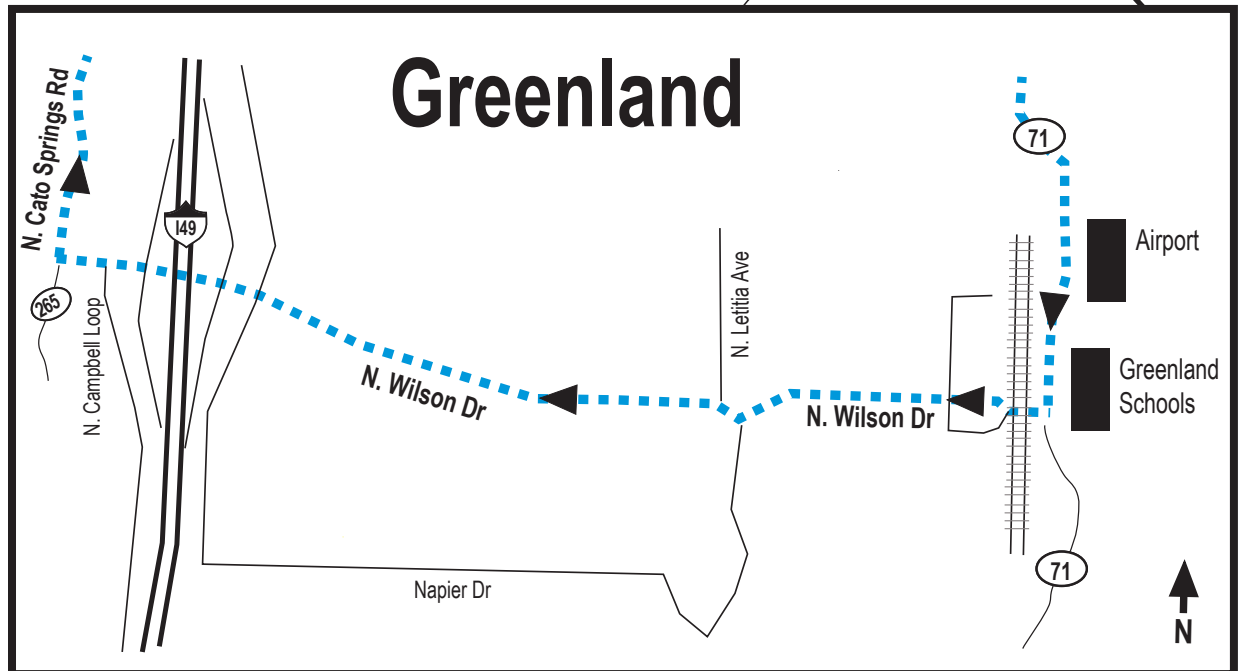 Greenland
N. Cato Springs Rd
71
I49
Airport
265
N. Campbell Loop
N. Letitia Ave
N. Wilson Dr
N. Wilson Dr
Greenland
Schools
Napier Dr
71
N